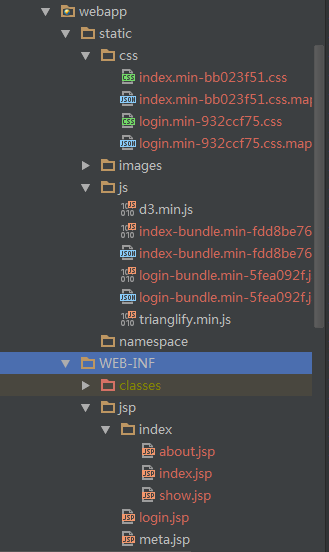 webapp
static
css
index.min-bb023f51.css
index.min-bb023f51.css.map
login.min-932ccf75.css
login.min-932ccf75.css.map
images
js
d3.min.js
index-bundle.min-fdd8be76
index-bundle.min-fdd8be76
login-bundle.min-5fea092f.j
login-bundle.min-5fea092f.j
trianglify.min.js
namespace
WEB-INF
classes
jsp
index
about.jsp
index.jsp
show.jsp
login.jsp
meta.jsp